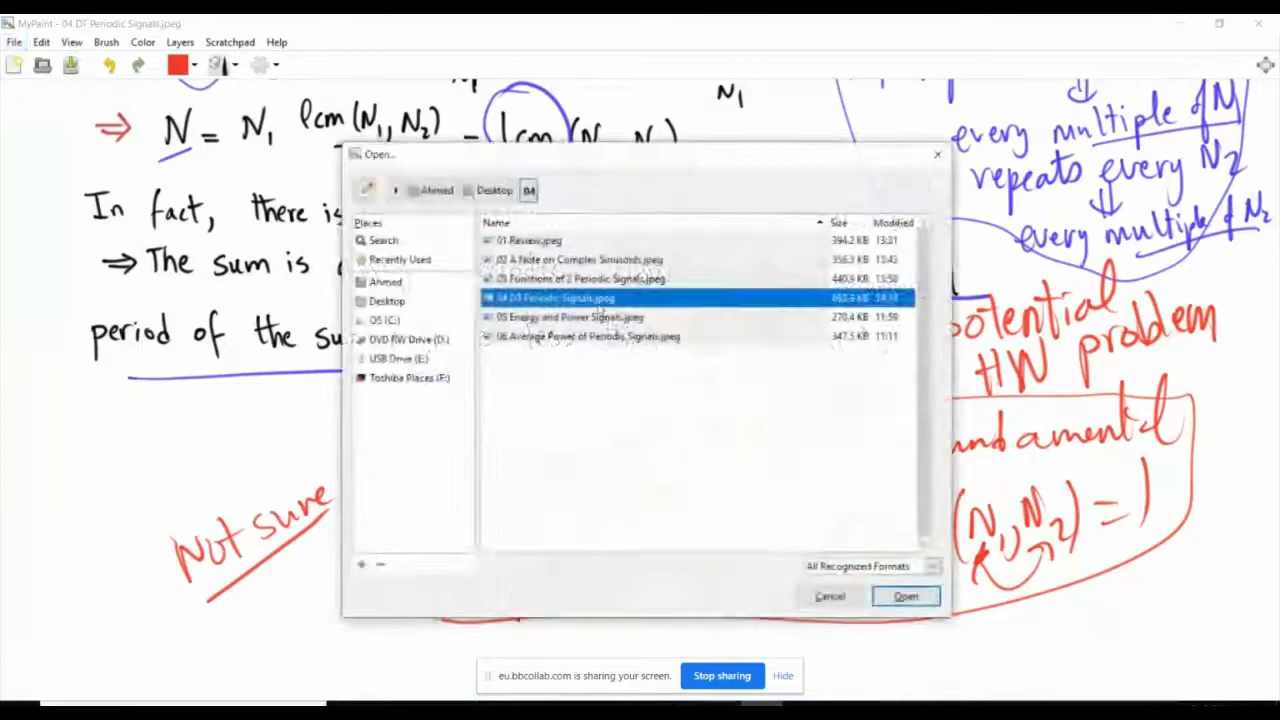 MyPaint - 04 DT Periodic Signals.jpeg
File Edit View Brush Color Layers Scratchpad Help
N1
⇒ N = N1 lcm(N1, N2) = lcm(N
every multiple of N1
repeats every N2
every multiple of N2
In fact, there is
⇒ The sum is
period of the su
potential
HW problem
undamental
(N1, N2) = 1
Not sure
Open...
Ahmed Desktop 04
Places
Search
Recently Used
Ahmed
Desktop
OS (C:)
DVD RW Drive (D:)
USB Drive (E:)
Toshiba Places (F:)
Name Size Modified
01 Review.jpeg 394.2 KB 13:31
02 A Note on Complex Sinusoids.jpeg 356.3 KB 13:43
03 Functions of 2 Periodic Signals.jpeg 440.9 KB 13:58
04 DT Periodic Signals.jpeg
05 Energy and Power Signals.jpeg 270.4 KB 11:59
06 Average Power of Periodic Signals.jpeg 347.5 KB 11:11
All Recognized Formats
Cancel Open
eu.bbcollab.com is sharing your screen. Stop sharing Hide